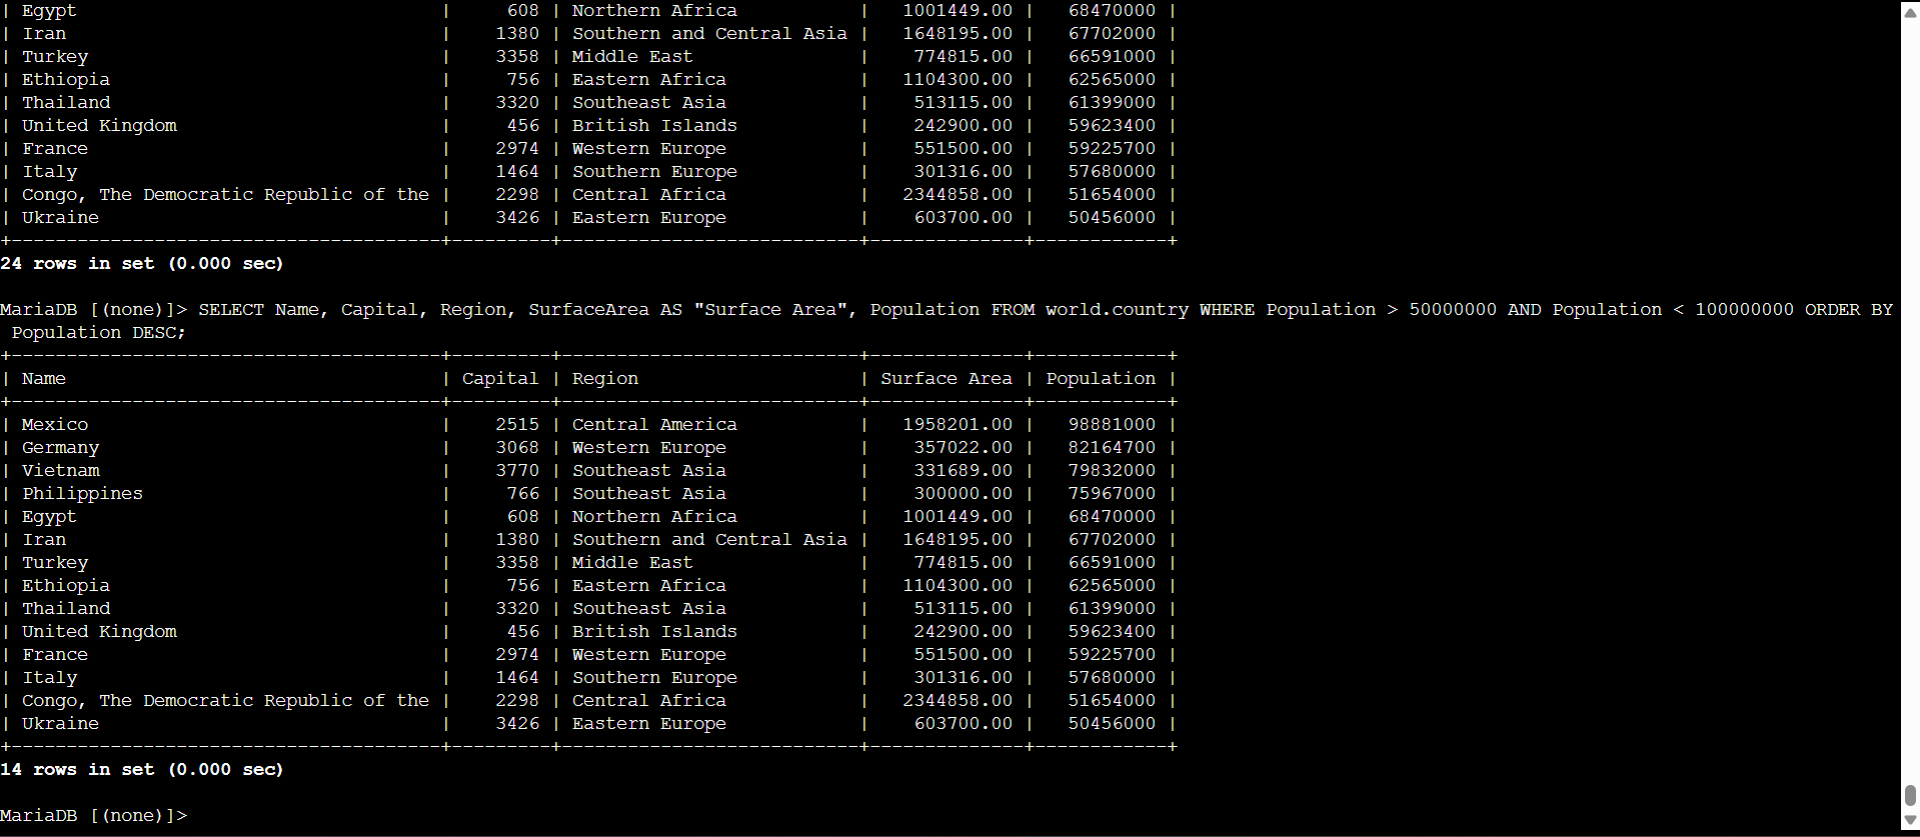 | Egypt                                 |     608 | Northern Africa           |   1001449.00 |   68470000 |
| Iran                                  |    1380 | Southern and Central Asia |   1648195.00 |   67702000 |
| Turkey                                |    3358 | Middle East               |    774815.00 |   66591000 |
| Ethiopia                              |     756 | Eastern Africa            |   1104300.00 |   62565000 |
| Thailand                              |    3320 | Southeast Asia            |    513115.00 |   61399000 |
| United Kingdom                        |     456 | British Islands           |    242900.00 |   59623400 |
| France                                |    2974 | Western Europe            |    551500.00 |   59225700 |
| Italy                                 |    1464 | Southern Europe           |    301316.00 |   57680000 |
| Congo, The Democratic Republic of the |    2298 | Central Africa            |   2344858.00 |   51654000 |
| Ukraine                               |    3426 | Eastern Europe            |    603700.00 |   50456000 |
+---------------------------------------+---------+---------------------------+--------------+------------+
24 rows in set (0.000 sec)
MariaDB [(none)]> SELECT Name, Capital, Region, SurfaceArea AS "Surface Area", Population FROM world.country WHERE Population > 50000000 AND Population < 100000000 ORDER BY
 Population DESC;
+---------------------------------------+---------+---------------------------+--------------+------------+
| Name                                  | Capital | Region                    | Surface Area | Population |
+---------------------------------------+---------+---------------------------+--------------+------------+
| Mexico                                |    2515 | Central America           |   1958201.00 |   98881000 |
| Germany                               |    3068 | Western Europe            |    357022.00 |   82164700 |
| Vietnam                               |    3770 | Southeast Asia            |    331689.00 |   79832000 |
| Philippines                           |     766 | Southeast Asia            |    300000.00 |   75967000 |
| Egypt                                 |     608 | Northern Africa           |   1001449.00 |   68470000 |
| Iran                                  |    1380 | Southern and Central Asia |   1648195.00 |   67702000 |
| Turkey                                |    3358 | Middle East               |    774815.00 |   66591000 |
| Ethiopia                              |     756 | Eastern Africa            |   1104300.00 |   62565000 |
| Thailand                              |    3320 | Southeast Asia            |    513115.00 |   61399000 |
| United Kingdom                        |     456 | British Islands           |    242900.00 |   59623400 |
| France                                |    2974 | Western Europe            |    551500.00 |   59225700 |
| Italy                                 |    1464 | Southern Europe           |    301316.00 |   57680000 |
| Congo, The Democratic Republic of the |    2298 | Central Africa            |   2344858.00 |   51654000 |
| Ukraine                               |    3426 | Eastern Europe            |    603700.00 |   50456000 |
+---------------------------------------+---------+---------------------------+--------------+------------+
14 rows in set (0.000 sec)
MariaDB [(none)]>